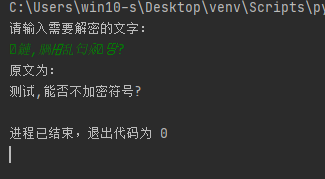 C:\Users\win10-s\Desktop\venv\Scripts\py
请输入需要解密的文字：
原文为：
测试,能否不加密符号?
进程已结束，退出代码为 0